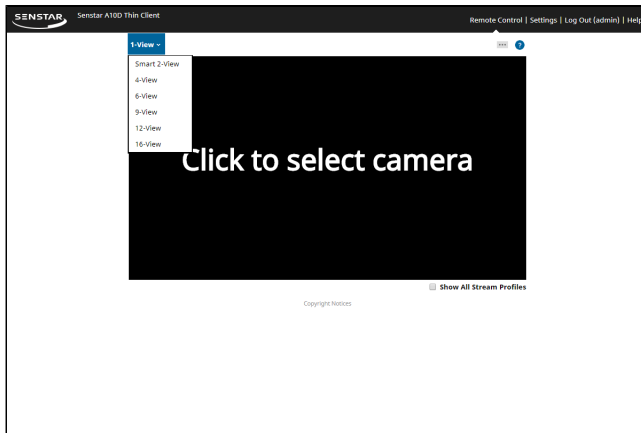 SENSTAR Senstar A10D Thin Client
Remote Control | Settings | Log Out (admin) | Help
1-View
Smart 2-View
4-View
6-View
9-View
12-View
16-View
Click to select camera
Show All Stream Profiles
Copyright Notices